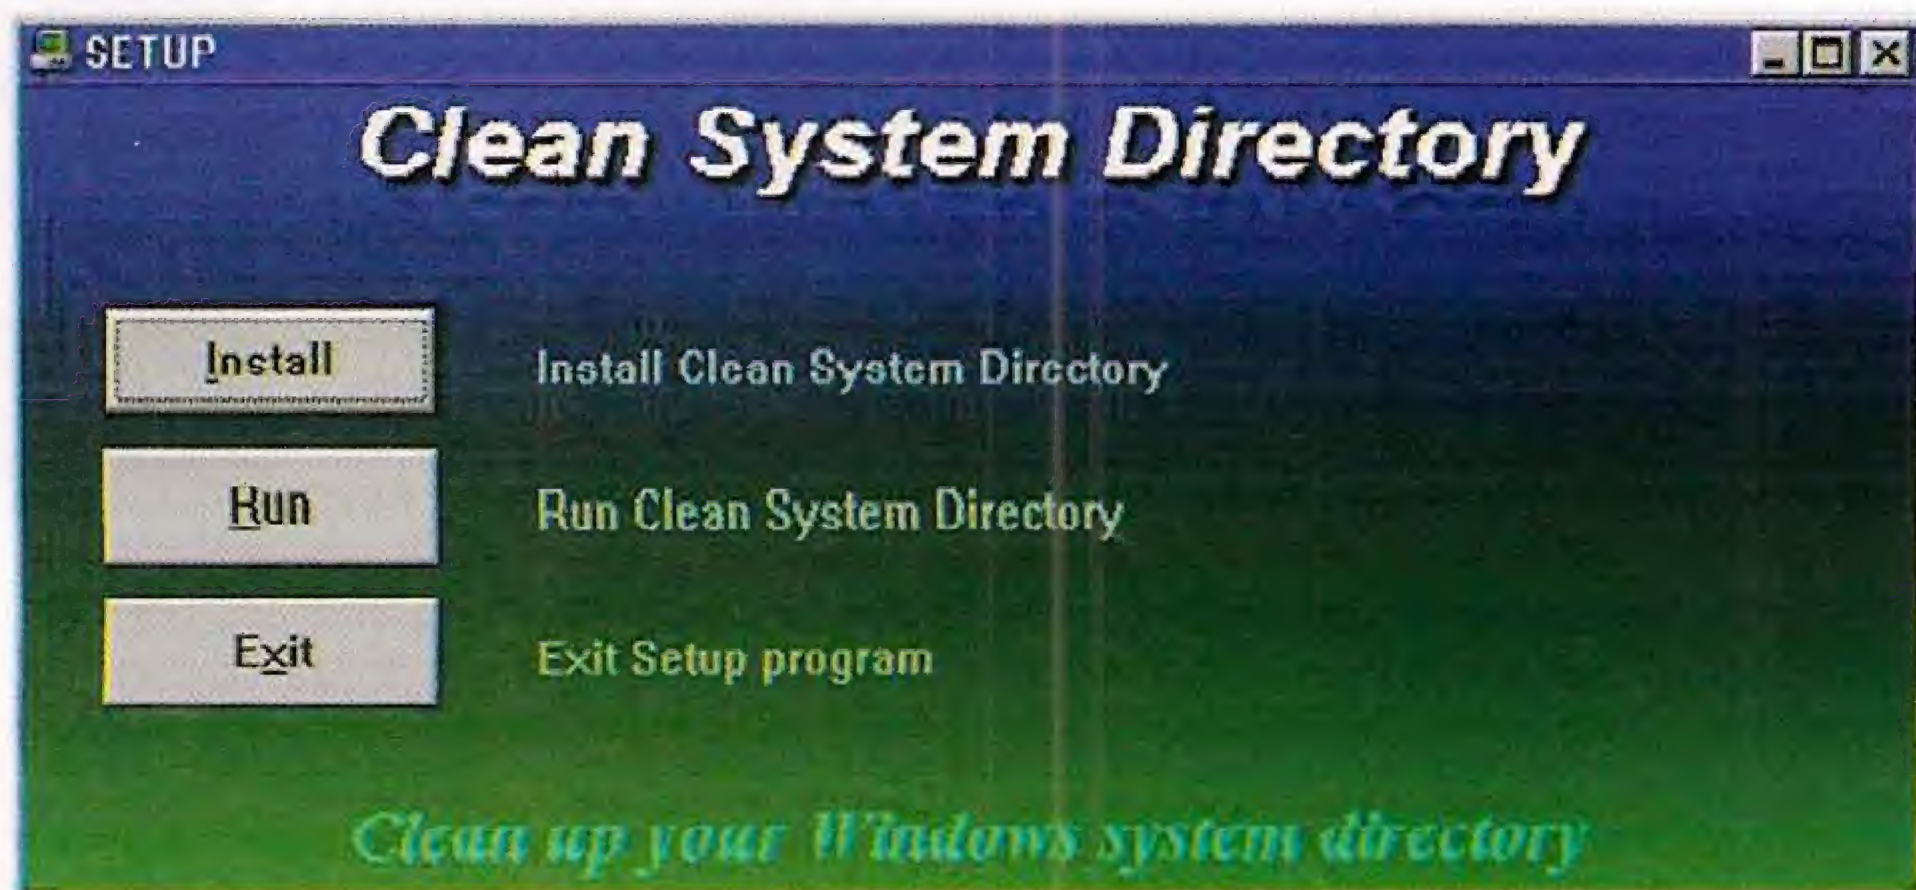 SETUP
Clean System Directory
Install Install Clean System Directory
Run Run Clean System Directory
Exit Exit Setup program
Clean up your Windows system directory